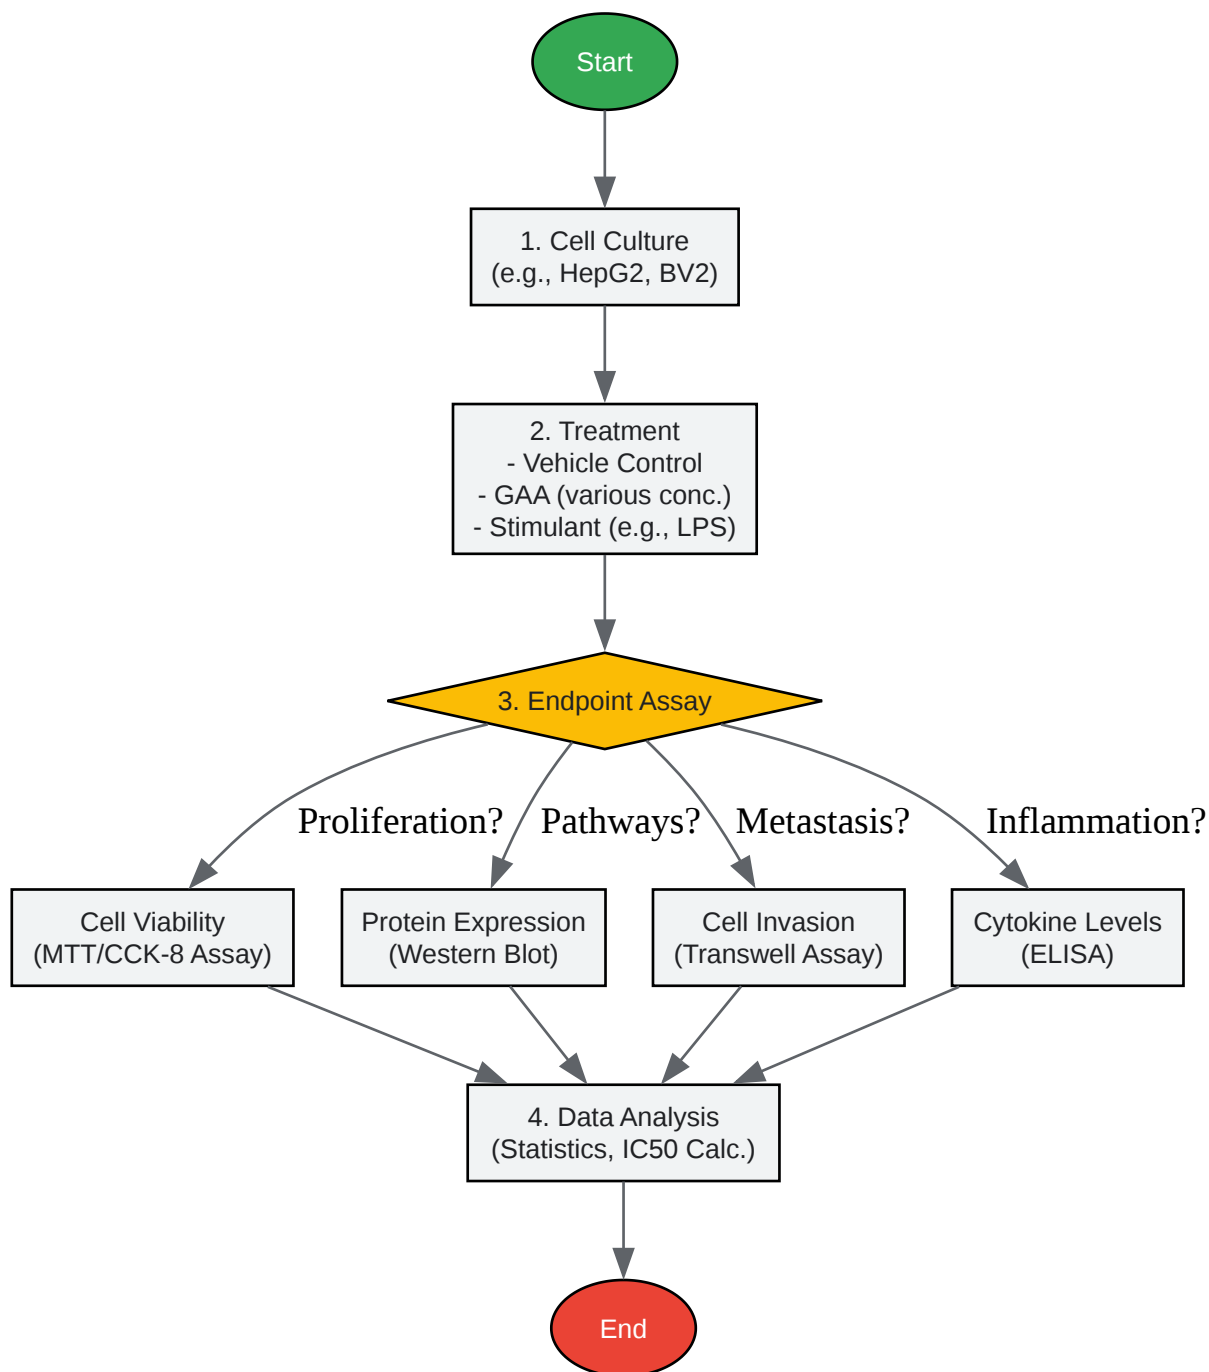 Start
1. Cell Culture
(e.g., HepG2, BV2)
2. Treatment
- Vehicle Control
- GAA (various conc.)
- Stimulant (e.g., LPS)
3. Endpoint Assay
Proliferation?
Pathways?
Metastasis?
Inflammation?
Cell Viability
(MTT/CCK-8 Assay)
Protein Expression
(Western Blot)
Cell Invasion
(Transwell Assay)
Cytokine Levels
(ELISA)
4. Data Analysis
(Statistics, IC50 Calc.)
End